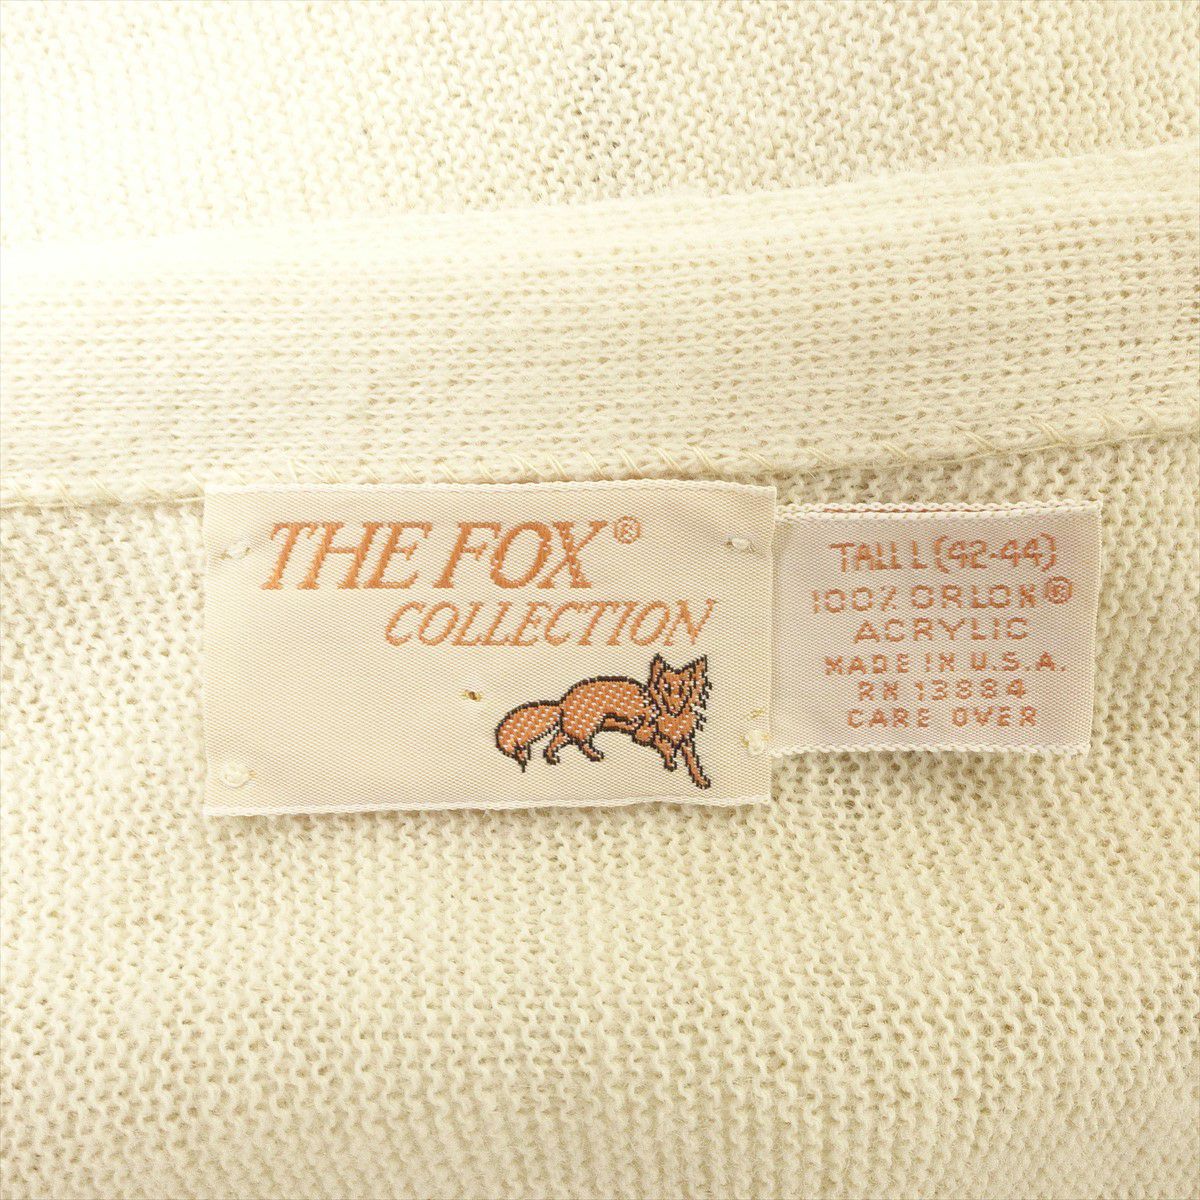 THE FOX®
COLLECTION
TALL L (42-44)
100% ORLON®
ACRYLIC
MADE IN U.S.A.
RN 13884
CARE OVER